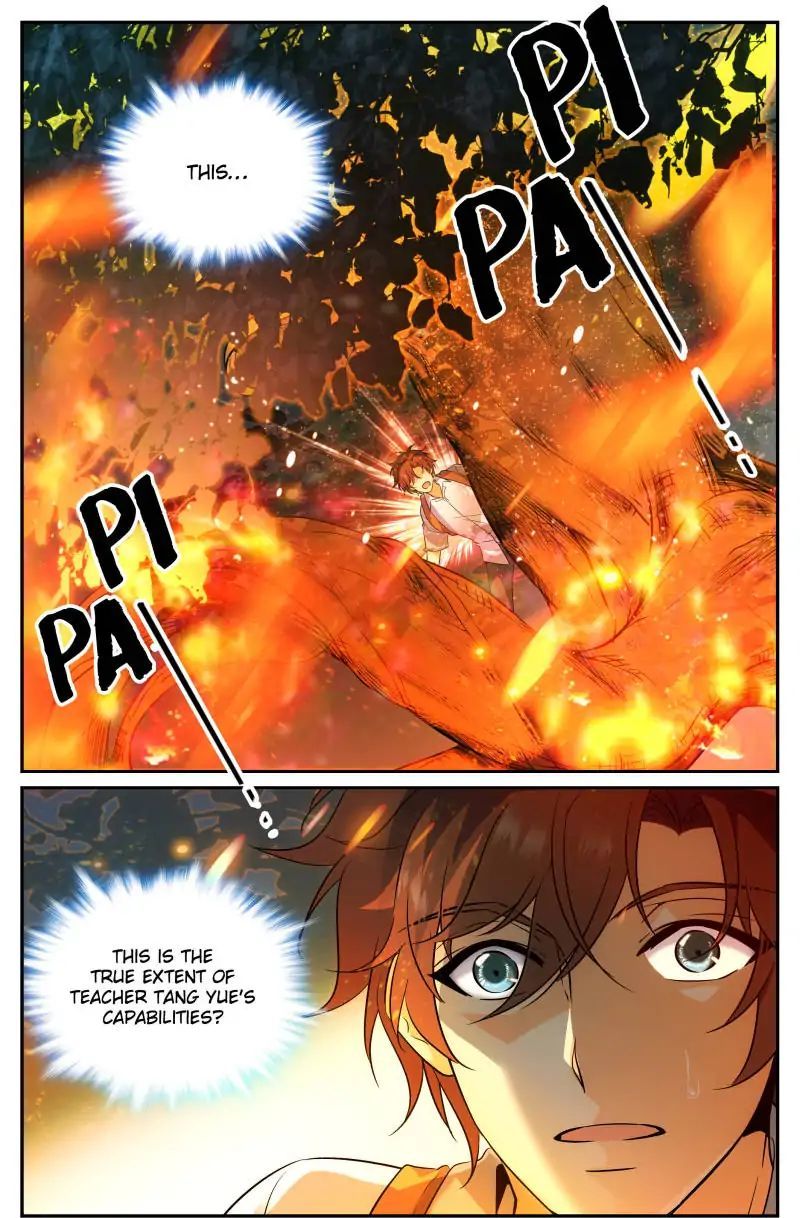 THIS...
PI
PA
PI
PA
THIS IS THE
TRUE EXTENT OF
TEACHER TANG YUE'S
CAPABILITIES?